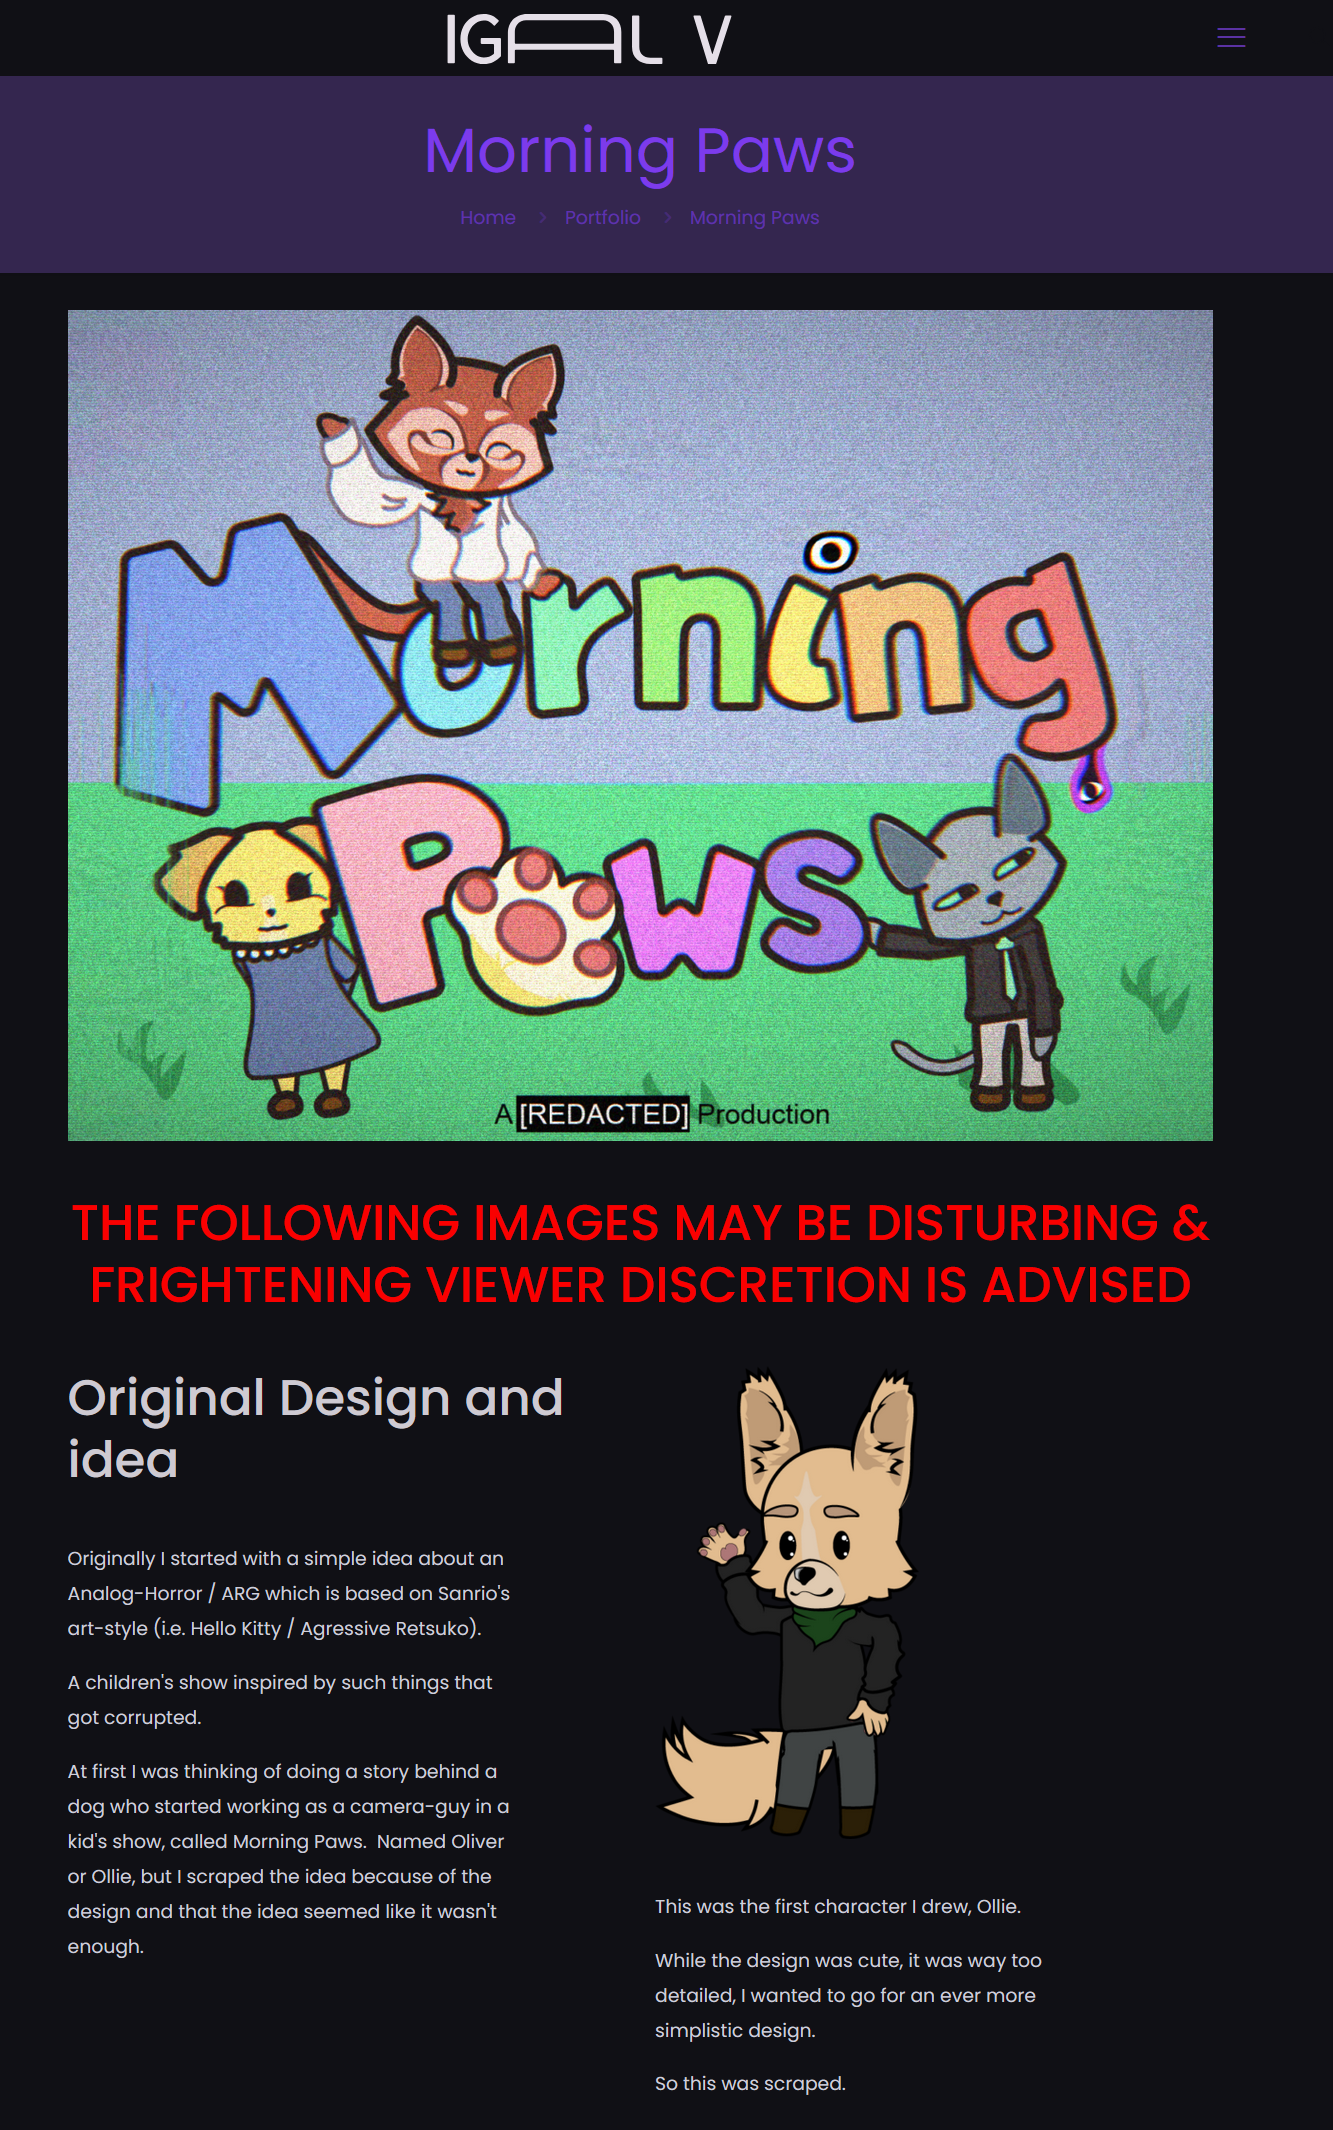 IGAL V
Morning Paws
Home > Portfolio > Morning Paws
Morning
Paws
A [REDACTED] Production
THE FOLLOWING IMAGES MAY BE DISTURBING &
FRIGHTENING VIEWER DISCRETION IS ADVISED
Original Design and
idea
Originally I started with a simple idea about an
Analog-Horror / ARG which is based on Sanrio's
art-style (i.e. Hello Kitty / Agressive Retsuko).
A children's show inspired by such things that
got corrupted.
At first I was thinking of doing a story behind a
dog who started working as a camera-guy in a
kid's show, called Morning Paws.  Named Oliver
or Ollie, but I scraped the idea because of the
design and that the idea seemed like it wasn't
enough.
This was the first character I drew, Ollie.
While the design was cute, it was way too
detailed, I wanted to go for an ever more
simplistic design.
So this was scraped.